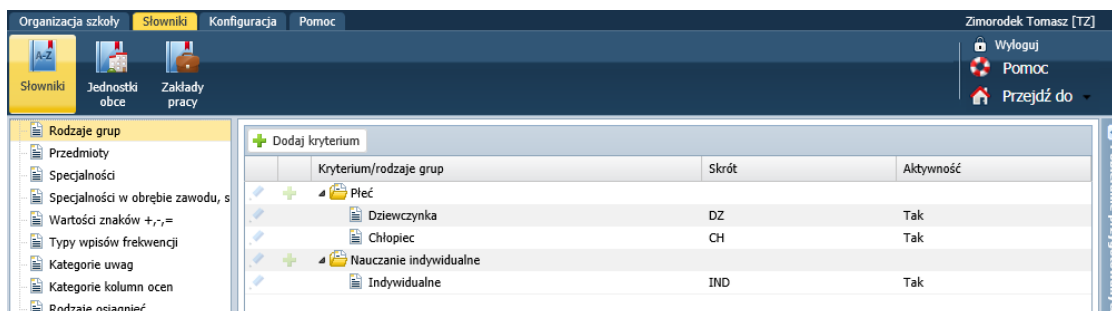 Organizacja szkoły Słowniki Konfiguracja Pomoc Zimorodek Tomasz [TZ]
A-Z
Słowniki
Jednostki obce
Zakłady pracy
Wyloguj
Pomoc
Przejdź do
Rodzaje grup
Przedmioty
Specjalności
Specjalności w obrębie zawodu, s
Wartości znaków +,-,=
Typy wpisów frekwencji
Kategorie uwag
Kategorie kolumn ocen
Rodzaje osiągnięć
Dodaj kryterium
Kryterium/rodzaje grup Skrót Aktywność
Płeć
Dziewczynka DZ Tak
Chłopiec CH Tak
Nauczanie indywidualne
Indywidualne IND Tak